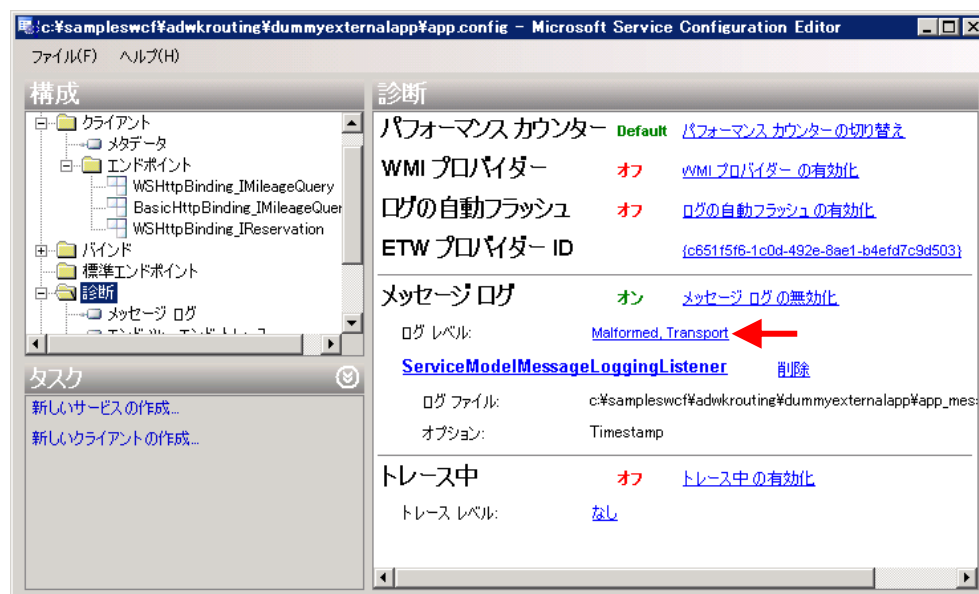 c:¥sampleswcf¥adwkrouting¥dummyexternalapp¥app.config - Microsoft Service Configuration Editor
ファイル(F) ヘルプ(H)
構成
クライアント
メタデータ
エンドポイント
WSHttpBinding_IMileageQuery
BasicHttpBinding_IMileageQuer
WSHttpBinding_IReservation
バインド
標準エンドポイント
診断
メッセージ ログ
タスク
新しいサービスの作成...
新しいクライアントの作成...
診断
パフォーマンス カウンター Default パフォーマンス カウンターの切り替え
WMI プロバイダー オフ WMI プロバイダー の有効化
ログの自動フラッシュ オフ ログの自動フラッシュ の有効化
ETW プロバイダー ID {c651f5f6-1c0d-492e-8ae1-b4efd7c9d503}
メッセージ ログ オン メッセージ ログ の無効化
ログ レベル: Malformed, Transport
ServiceModelMessageLoggingListener 削除
ログ ファイル: c:¥sampleswcf¥adwkrouting¥dummyexternalapp¥app_mes
オプション: Timestamp
トレース中 オフ トレース中 の有効化
トレース レベル: なし